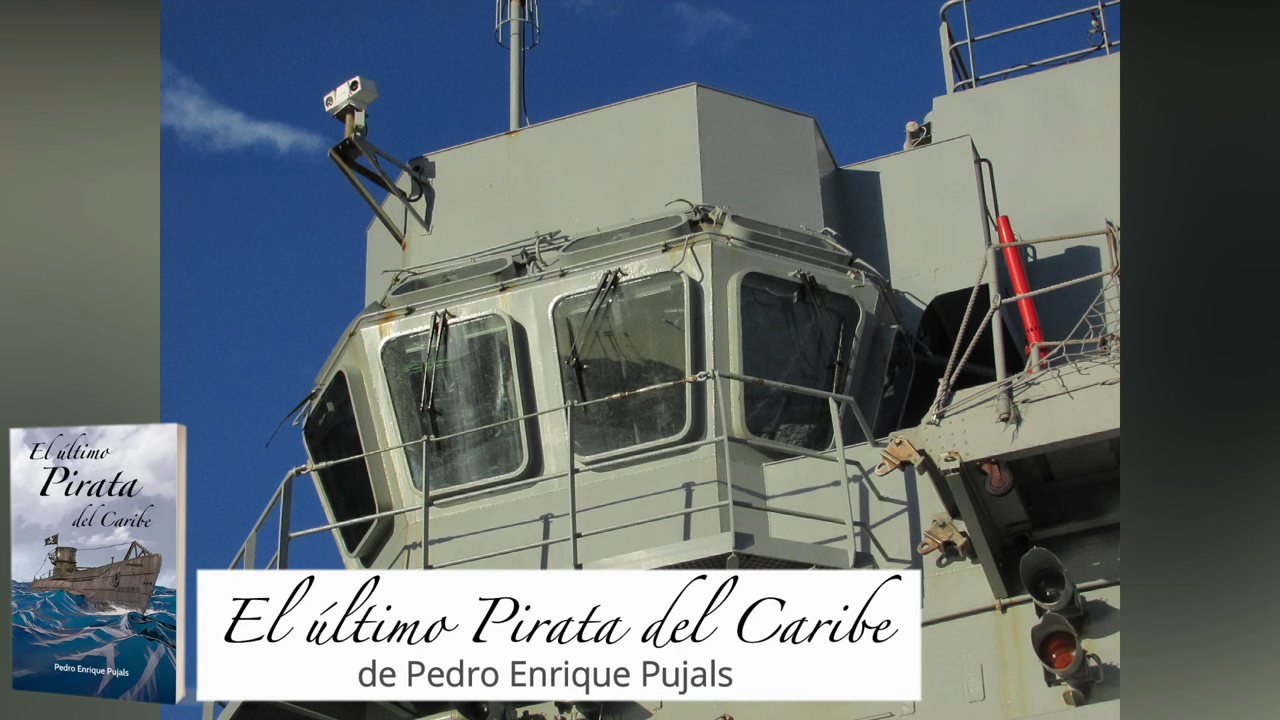 El último
Pirata
del Caribe
Pedro Enrique Pujals
El último Pirata del Caribe
de Pedro Enrique Pujals